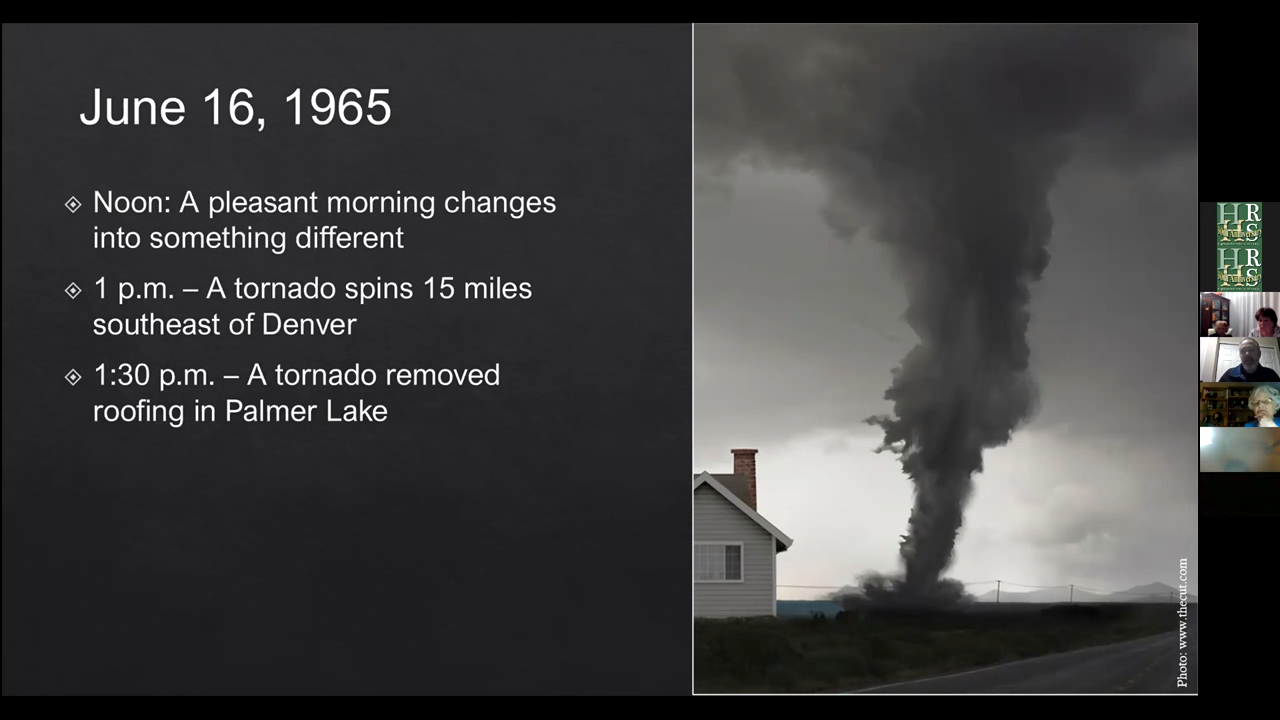 June 16, 1965
Noon: A pleasant morning changes
into something different
1 p.m. – A tornado spins 15 miles
southeast of Denver
1:30 p.m. – A tornado removed
roofing in Palmer Lake
Photo: www.thecut.com
H R
H S
H R
H S